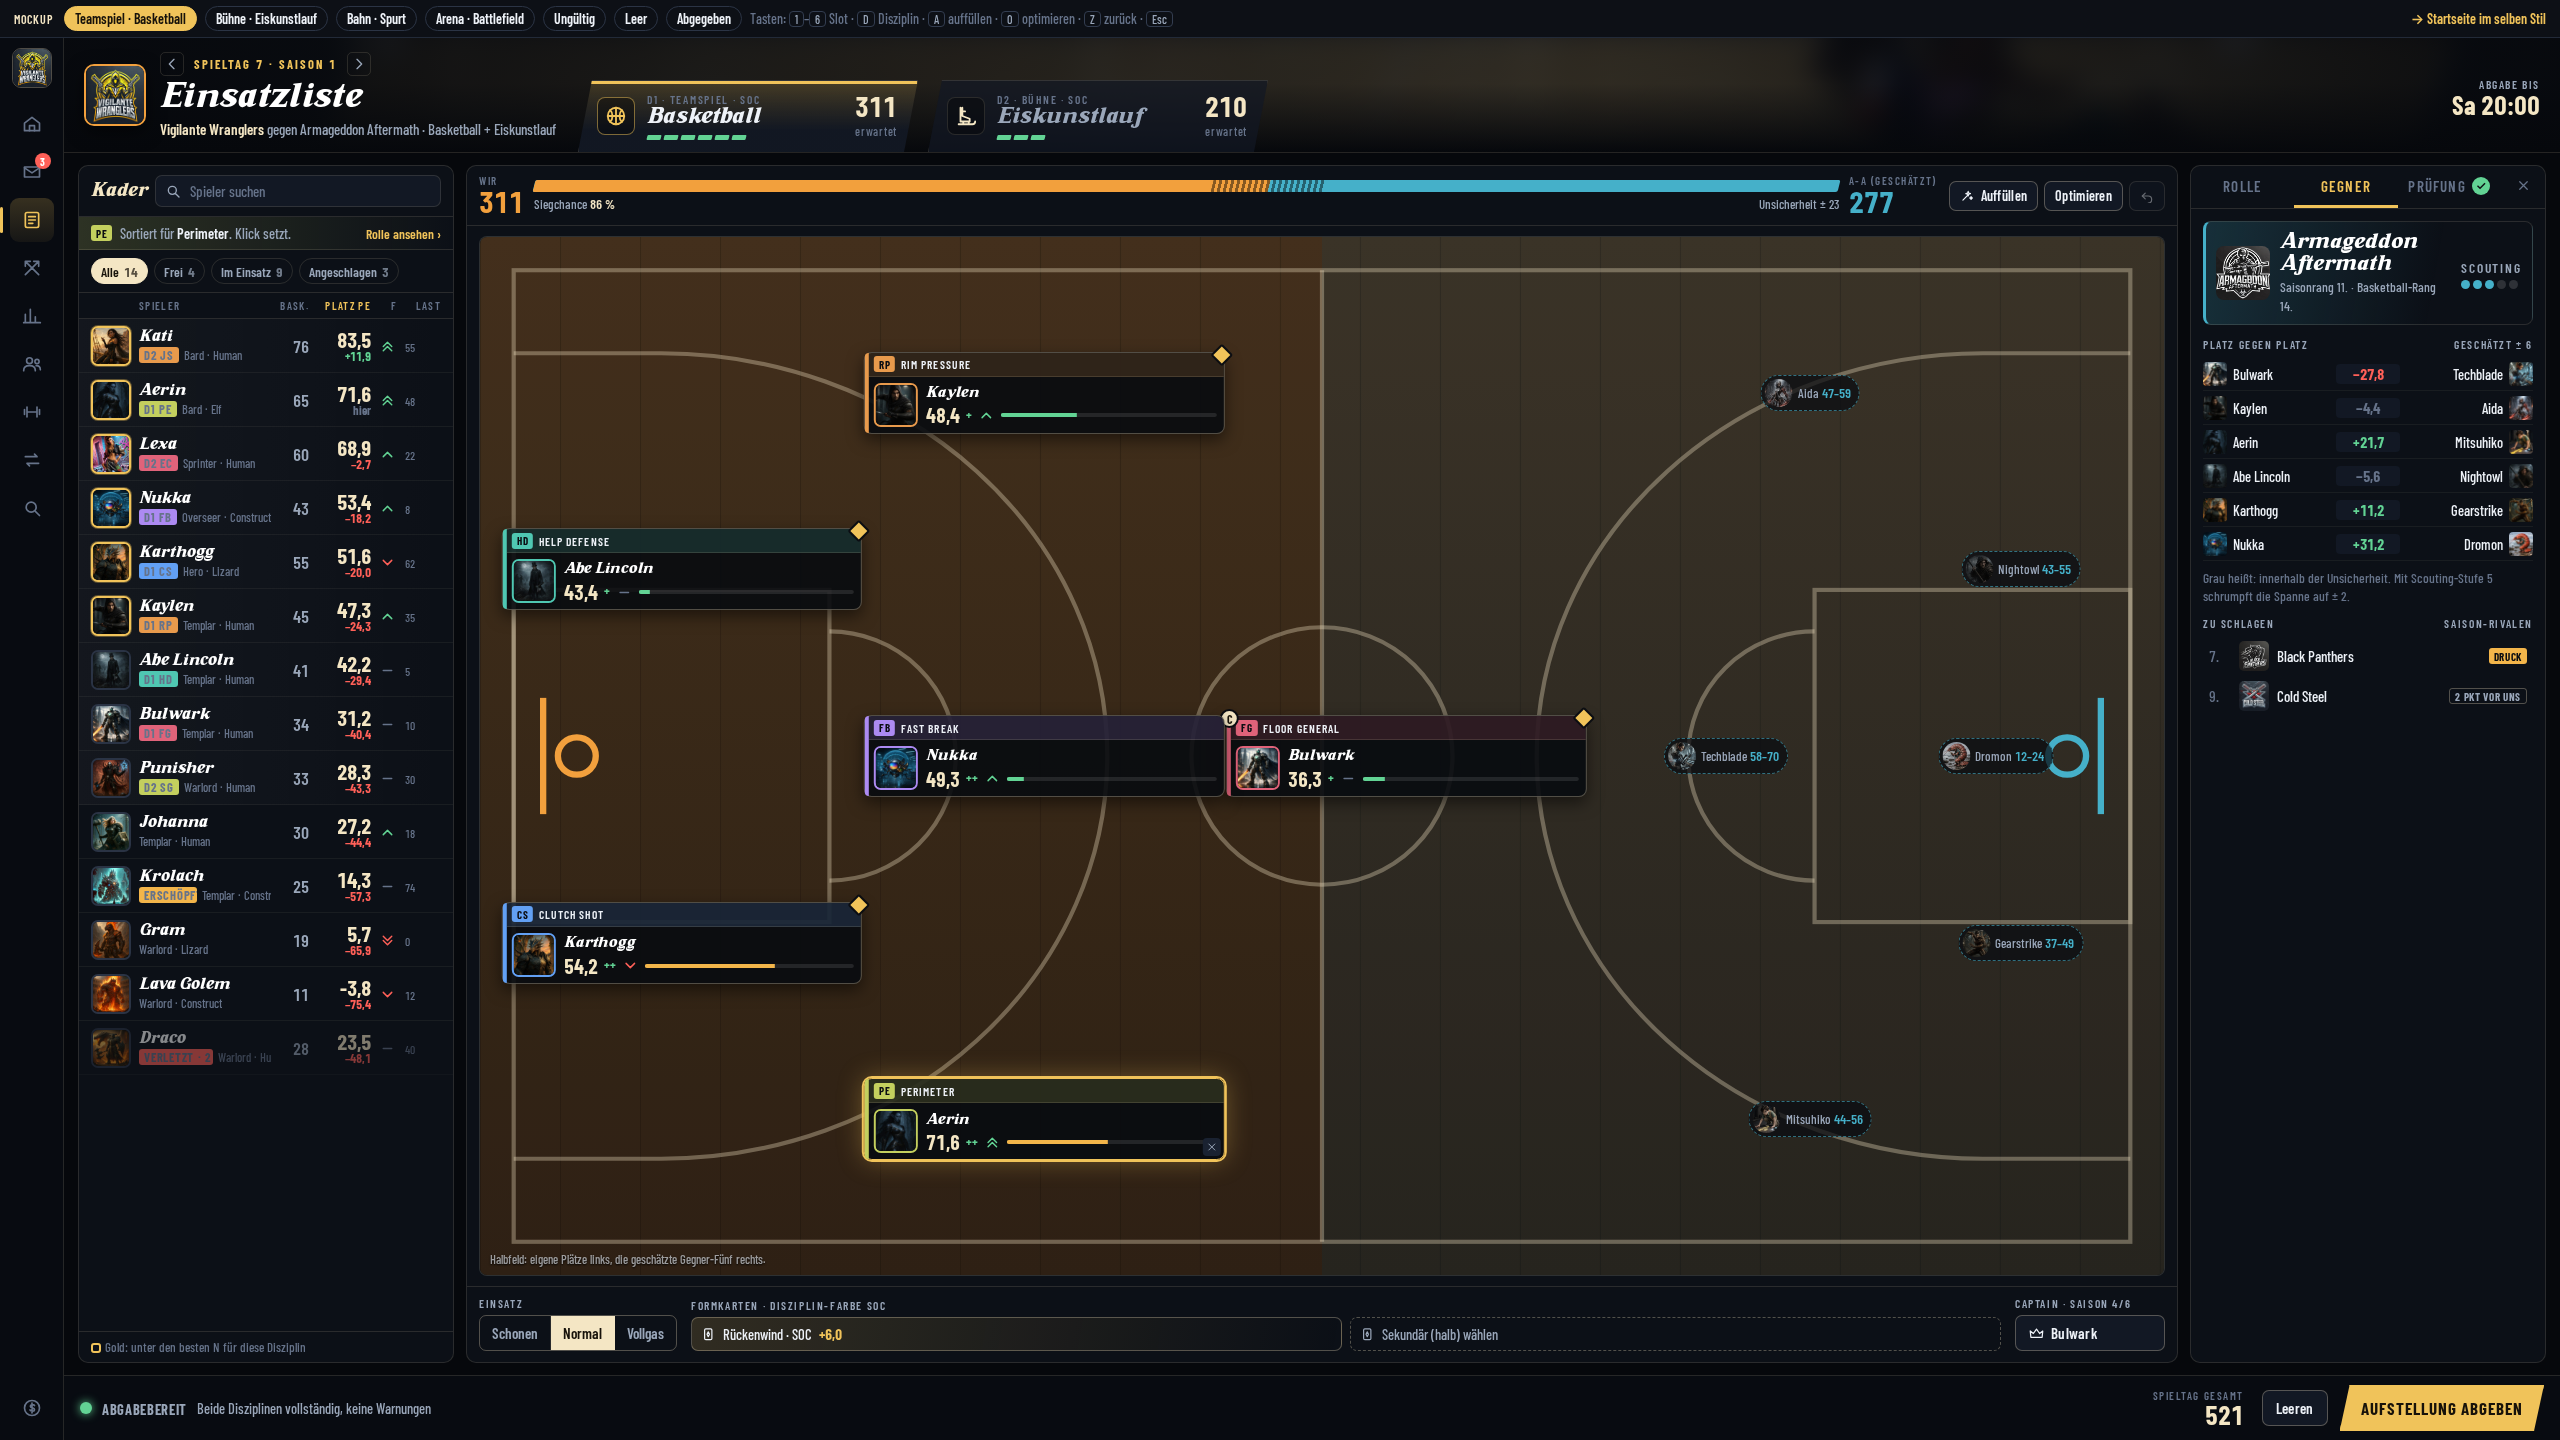 MOCKUP Teamspiel · Basketball Bühne · Eiskunstlauf Bahn · Spurt Arena · Battlefield Ungültig Leer Abgegeben Tasten: 1–6 Slot · D Disziplin · A auffüllen · O optimieren · Z zurück · Esc → Startseite im selben Stil
SPIELTAG 7 · SAISON 1
Einsatzliste
Vigilante Wranglers gegen Armageddon Aftermath · Basketball + Eiskunstlauf
D1 · TEAMSPIEL · SOC
Basketball
311
erwartet
D2 · BÜHNE · SOC
Eiskunstlauf
210
erwartet
ABGABE BIS
Sa 20:00
3
Kader Spieler suchen
PE Sortiert für Perimeter. Klick setzt. Rolle ansehen ›
Alle 14 Frei 4 Im Einsatz 9 Angeschlagen 3
SPIELER BASK. PLATZ PE F LAST
Kati 76 83,5 55
D2 JS Bard · Human +11,9
Aerin 65 71,6 48
D1 PE Bard · Elf hier
Lexa 60 68,9 22
D2 EC Sprinter · Human −2,7
Nukka 43 53,4 8
D1 FB Overseer · Construct −18,2
Karthogg 55 51,6 62
D1 CS Hero · Lizard −20,0
Kaylen 45 47,3 35
D1 RP Templar · Human −24,3
Abe Lincoln 41 42,2 – 5
D1 HD Templar · Human −29,4
Bulwark 34 31,2 – 10
D1 FG Templar · Human −40,4
Punisher 33 28,3 – 30
D2 SG Warlord · Human −43,3
Johanna 30 27,2 18
Templar · Human −44,4
Krolach 25 14,3 – 74
ERSCHÖPF Templar · Constr −57,3
Gram 19 5,7 0
Warlord · Lizard −65,9
Lava Golem 11 -3,8 12
Warlord · Construct −75,4
Draco 28 23,5 – 40
VERLETZT · 2 Warlord · Hu −48,1
Gold: unter den besten N für diese Disziplin
WIR
311
Siegchance 86 %
Unsicherheit ± 23
A-A (GESCHÄTZT)
277
Auffüllen Optimieren
RP RIM PRESSURE
Kaylen
48,4 +
HD HELP DEFENSE
Abe Lincoln
43,4 + –
FB FAST BREAK
Nukka
49,3 ++
C FG FLOOR GENERAL
Bulwark
36,3 + –
CS CLUTCH SHOT
Karthogg
54,2 ++
PE PERIMETER
Aerin
71,6 ++
Aida 47–59
Nightowl 43–55
Techblade 58–70
Dromon 12–24
Gearstrike 37–49
Mitsuhiko 44–56
Halbfeld: eigene Plätze links, die geschätzte Gegner-Fünf rechts.
EINSATZ
Schonen Normal Vollgas
FORMKARTEN · DISZIPLIN-FARBE SOC
Rückenwind · SOC +6,0
Sekundär (halb) wählen
CAPTAIN · SAISON 4/6
Bulwark
ROLLE GEGNER PRÜFUNG
Armageddon
Aftermath
Saisonrang 11. · Basketball-Rang
14.
SCOUTING
PLATZ GEGEN PLATZ GESCHÄTZT ± 6
Bulwark −27,8 Techblade
Kaylen −4,4 Aida
Aerin +21,7 Mitsuhiko
Abe Lincoln −5,6 Nightowl
Karthogg +11,2 Gearstrike
Nukka +31,2 Dromon
Grau heißt: innerhalb der Unsicherheit. Mit Scouting-Stufe 5
schrumpft die Spanne auf ± 2.
ZU SCHLAGEN SAISON-RIVALEN
7. Black Panthers DRUCK
9. Cold Steel 2 PKT VOR UNS
ABGABEBEREIT Beide Disziplinen vollständig, keine Warnungen
SPIELTAG GESAMT
521
Leeren AUFSTELLUNG ABGEBEN